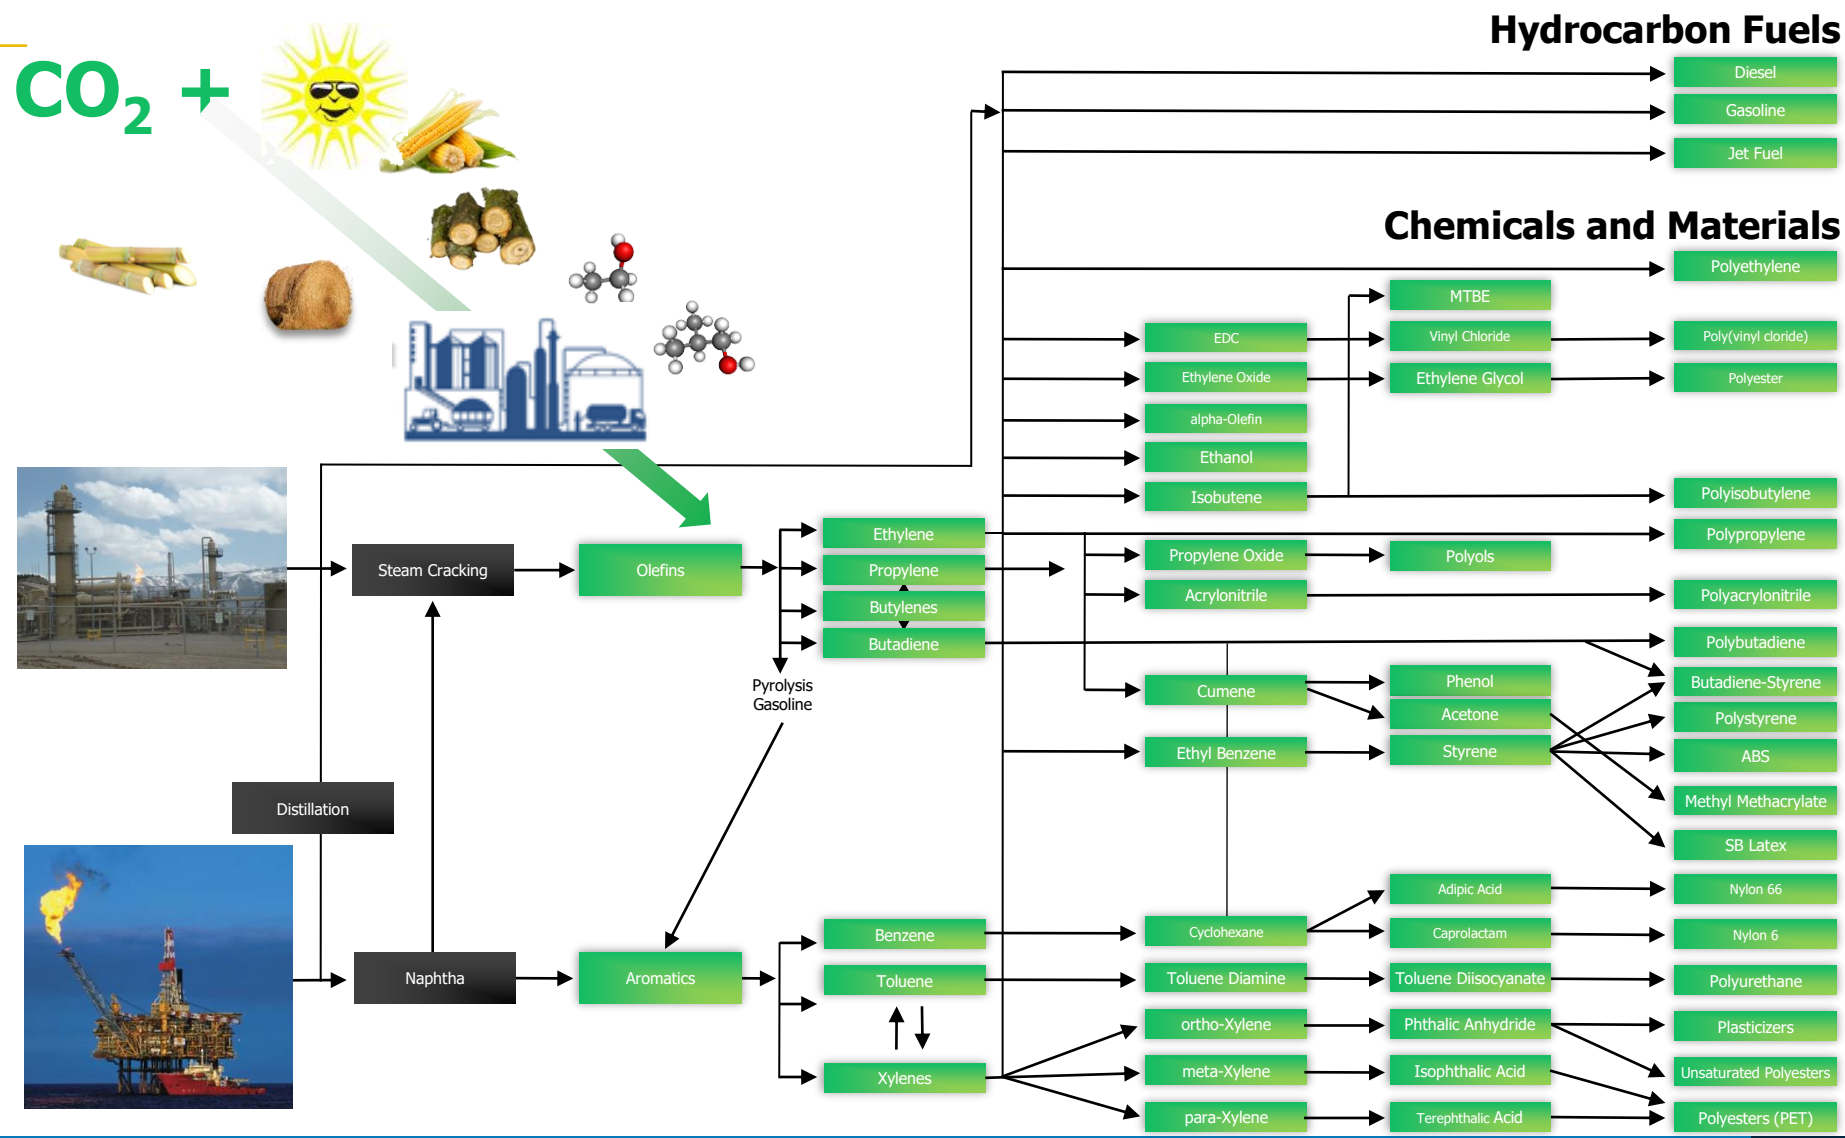 Hydrocarbon Fuels
CO2 +
Diesel
Gasoline
Jet Fuel
Chemicals and Materials
Polyethylene
MTBE
EDC
Vinyl Chloride
Poly(vinyl cloride)
Ethylene Oxide
Ethylene Glycol
Polyester
alpha-Olefin
Ethanol
Isobutene
Polyisobutylene
Ethylene
Polypropylene
Steam Cracking
Olefins
Propylene
Propylene Oxide
Polyols
Butylenes
Acrylonitrile
Polyacrylonitrile
Butadiene
Polybutadiene
Pyrolysis
Gasoline
Cumene
Phenol
Butadiene-Styrene
Acetone
Polystyrene
Ethyl Benzene
Styrene
ABS
Distillation
Methyl Methacrylate
SB Latex
Adipic Acid
Nylon 66
Benzene
Cyclohexane
Caprolactam
Nylon 6
Naphtha
Aromatics
Toluene
Toluene Diamine
Toluene Diisocyanate
Polyurethane
ortho-Xylene
Phthalic Anhydride
Plasticizers
Xylenes
meta-Xylene
Isophthalic Acid
Unsaturated Polyesters
para-Xylene
Terephthalic Acid
Polyesters (PET)